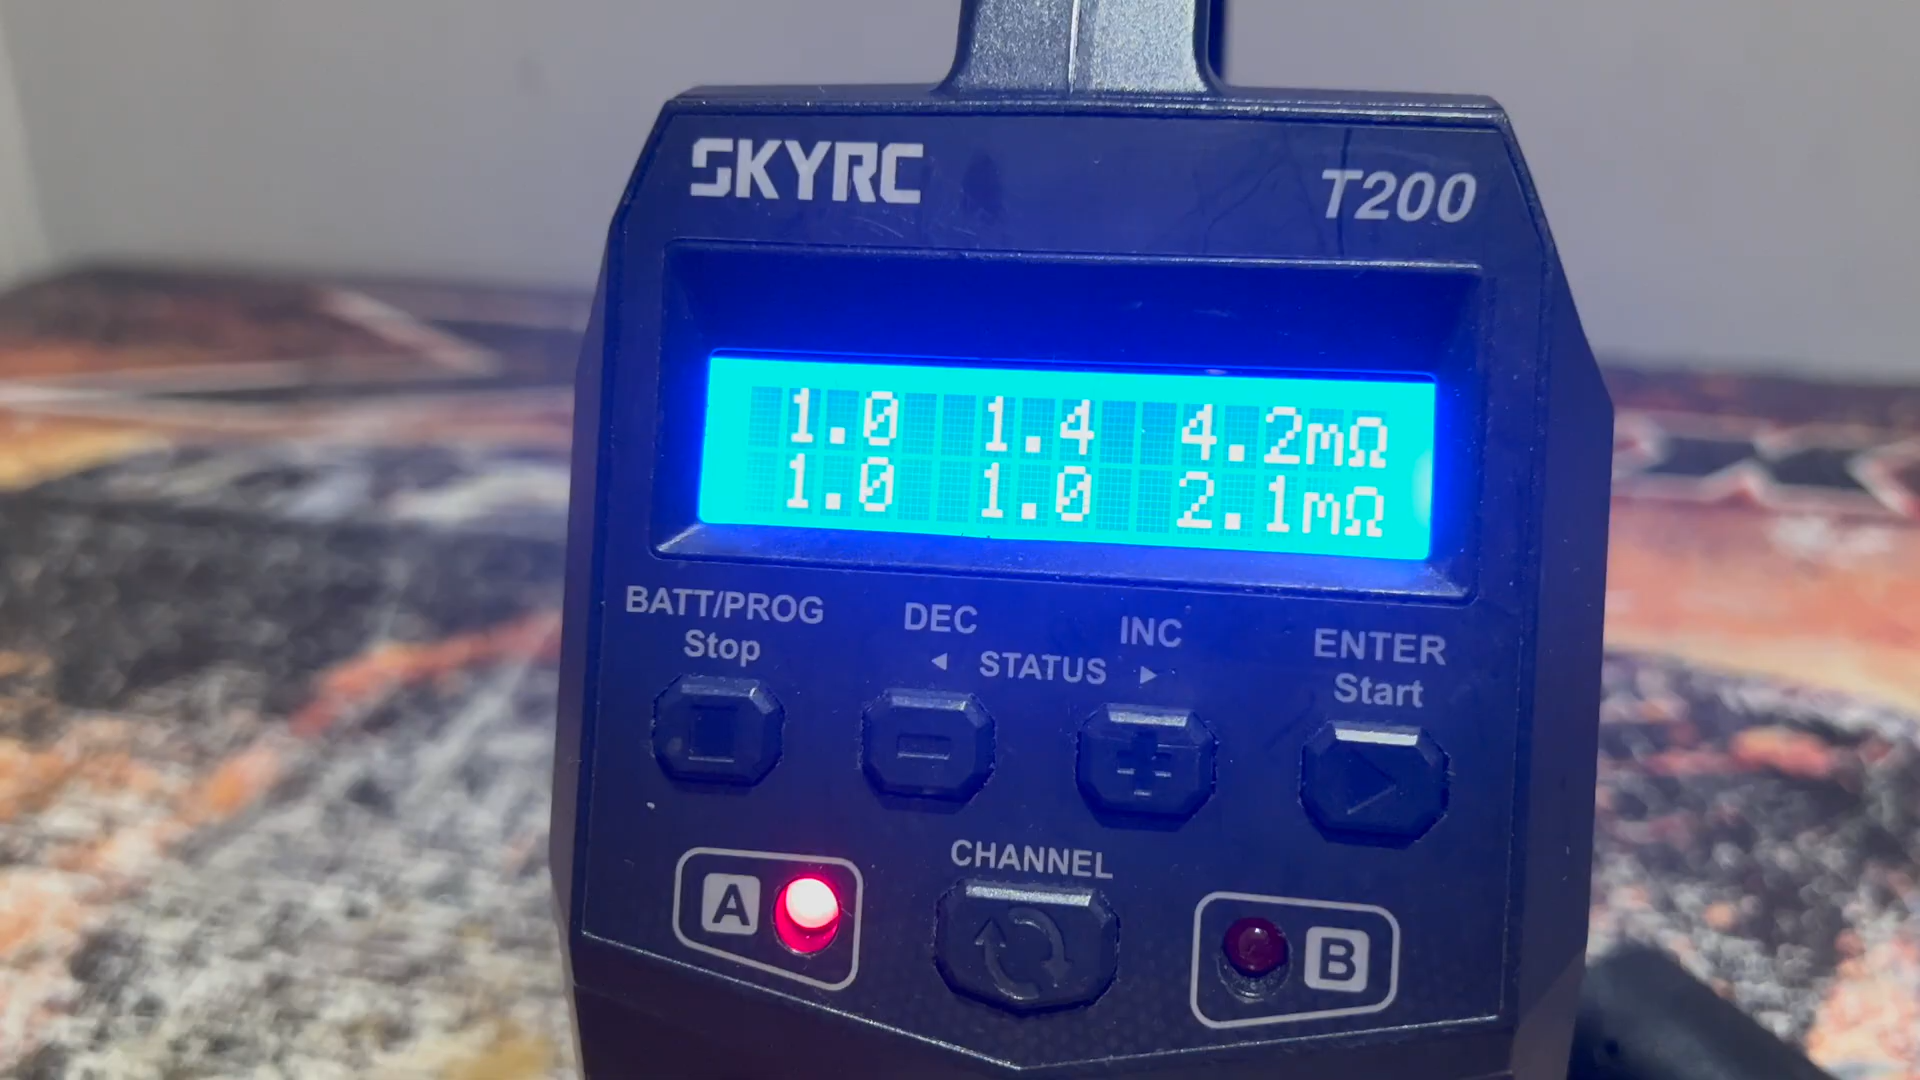 SKYRC T200
1.0 1.4 4.2mΩ
1.0 1.0 2.1mΩ
BATT/PROG DEC INC ENTER
Stop ◄ STATUS ► Start
CHANNEL
A B